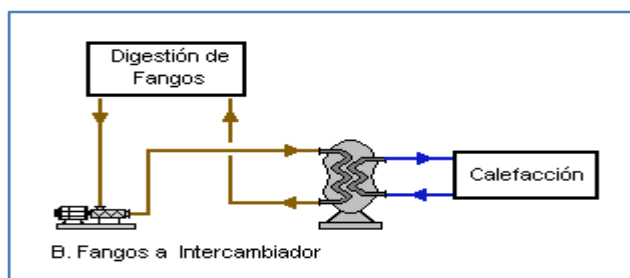 Digestión de
Fangos
Calefacción
B. Fangos a Intercambiador